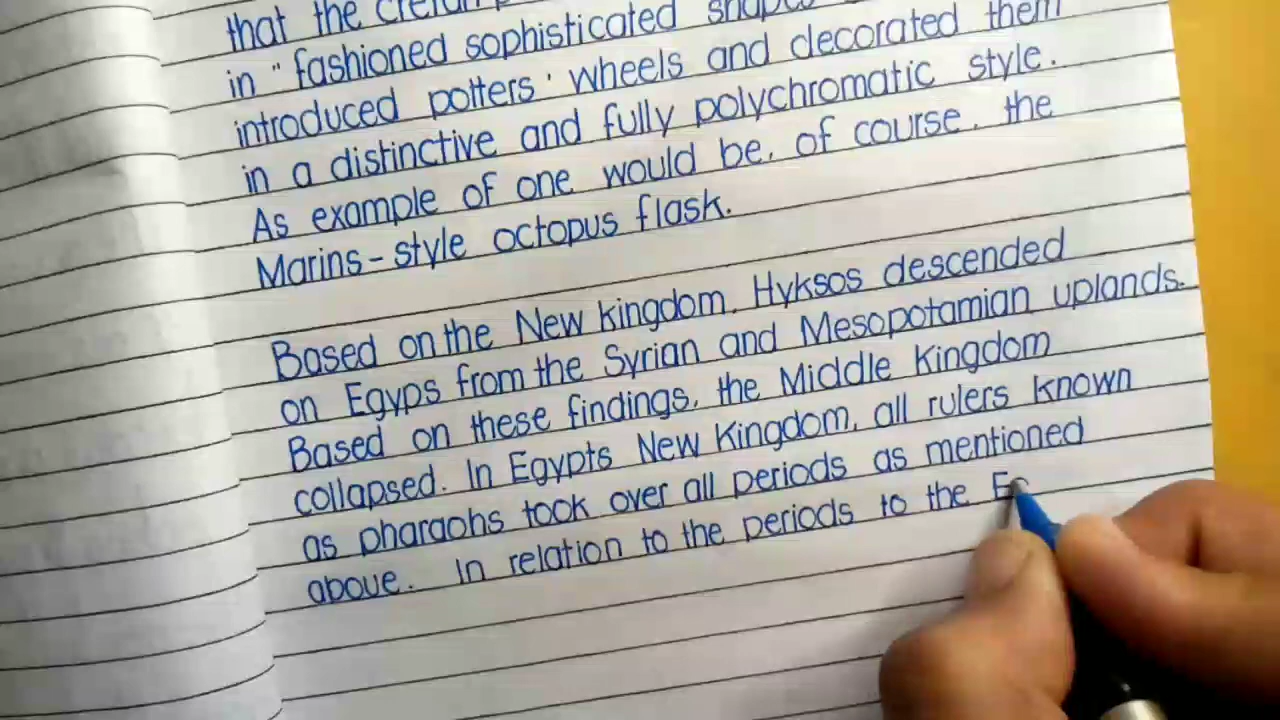 that the
in " fashioned sophisticated
introduced potters' wheels and decorated them
in a distinctive and fully polychromatic style.
As example of one would be, of course, the
Marins-style octopus flask.
Based on the New Kingdom, Hyksos descended
on Egyps from the Syrian and Mesopotamian uplands.
Based on these findings, the Middle Kingdom
collapsed. In Egypts New Kingdom, all rulers known
as pharaohs took over all periods as mentioned
above. In relation to the periods to the